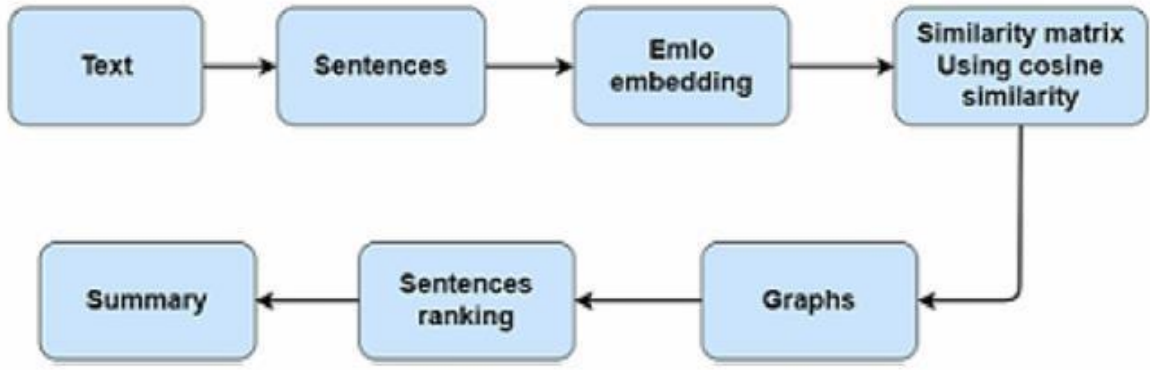 Text
Sentences
Emlo
embedding
Similarity matrix
Using cosine
similarity
Graphs
Sentences
ranking
Summary